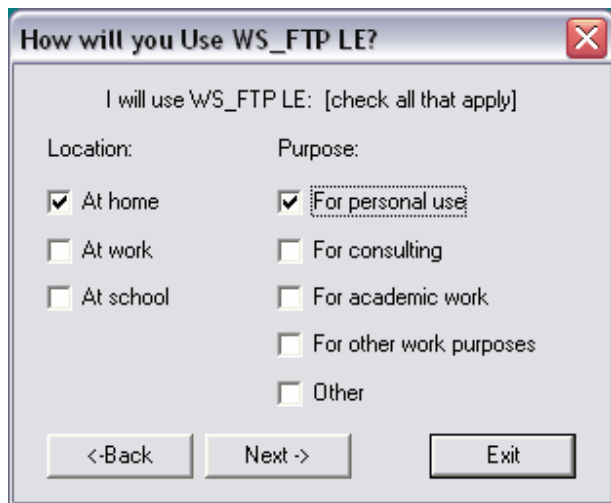 How will you Use WS_FTP LE?
I will use WS_FTP LE: [check all that apply]
Location:
Purpose:
At home
For personal use
At work
For consulting
At school
For academic work
For other work purposes
Other
<-Back
Next ->
Exit